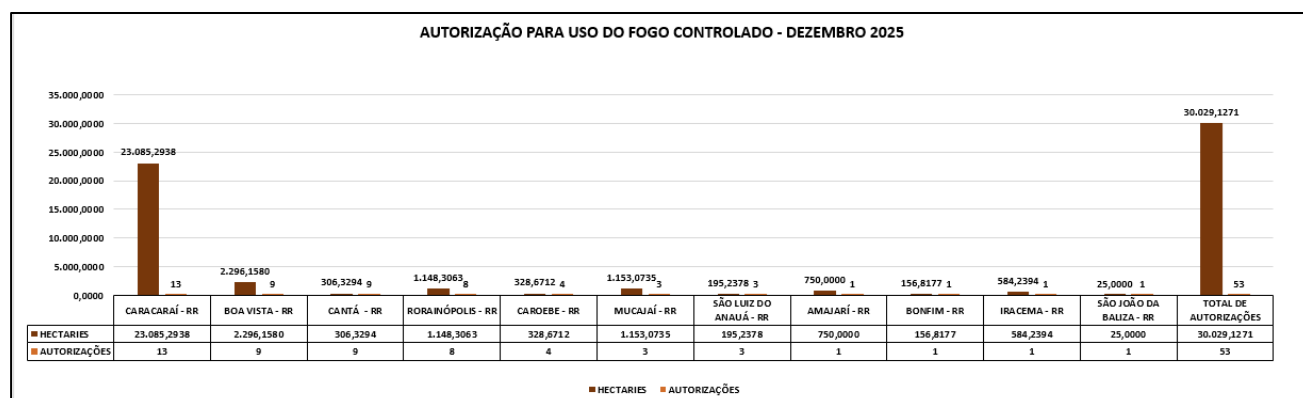 AUTORIZAÇÃO PARA USO DO FOGO CONTROLADO - DEZEMBRO 2025
35.000,0000
30.000,0000
25.000,0000
20.000,0000
15.000,0000
10.000,0000
5.000,0000
0,0000
23.085,2938 13 2.296,1580 9 306,3294 9 1.148,3063 8 328,6712 4 1.153,0735 3 195,2378 3 750,0000 1 156,8177 1 584,2394 1 25,0000 1 30.029,1271 53
CARACARAÍ - RR BOA VISTA - RR CANTÁ - RR RORAINÓPOLIS - RR CAROEBE - RR MUCAJAÍ - RR SÃO LUIZ DO ANAUÁ - RR AMAJARÍ - RR BONFIM - RR IRACEMA - RR SÃO JOÃO DA BALIZA - RR TOTAL DE AUTORIZAÇÕES
HECTARIES 23.085,2938 2.296,1580 306,3294 1.148,3063 328,6712 1.153,0735 195,2378 750,0000 156,8177 584,2394 25,0000 30.029,1271
AUTORIZAÇÕES 13 9 9 8 4 3 3 1 1 1 1 53
HECTARIES AUTORIZAÇÕES